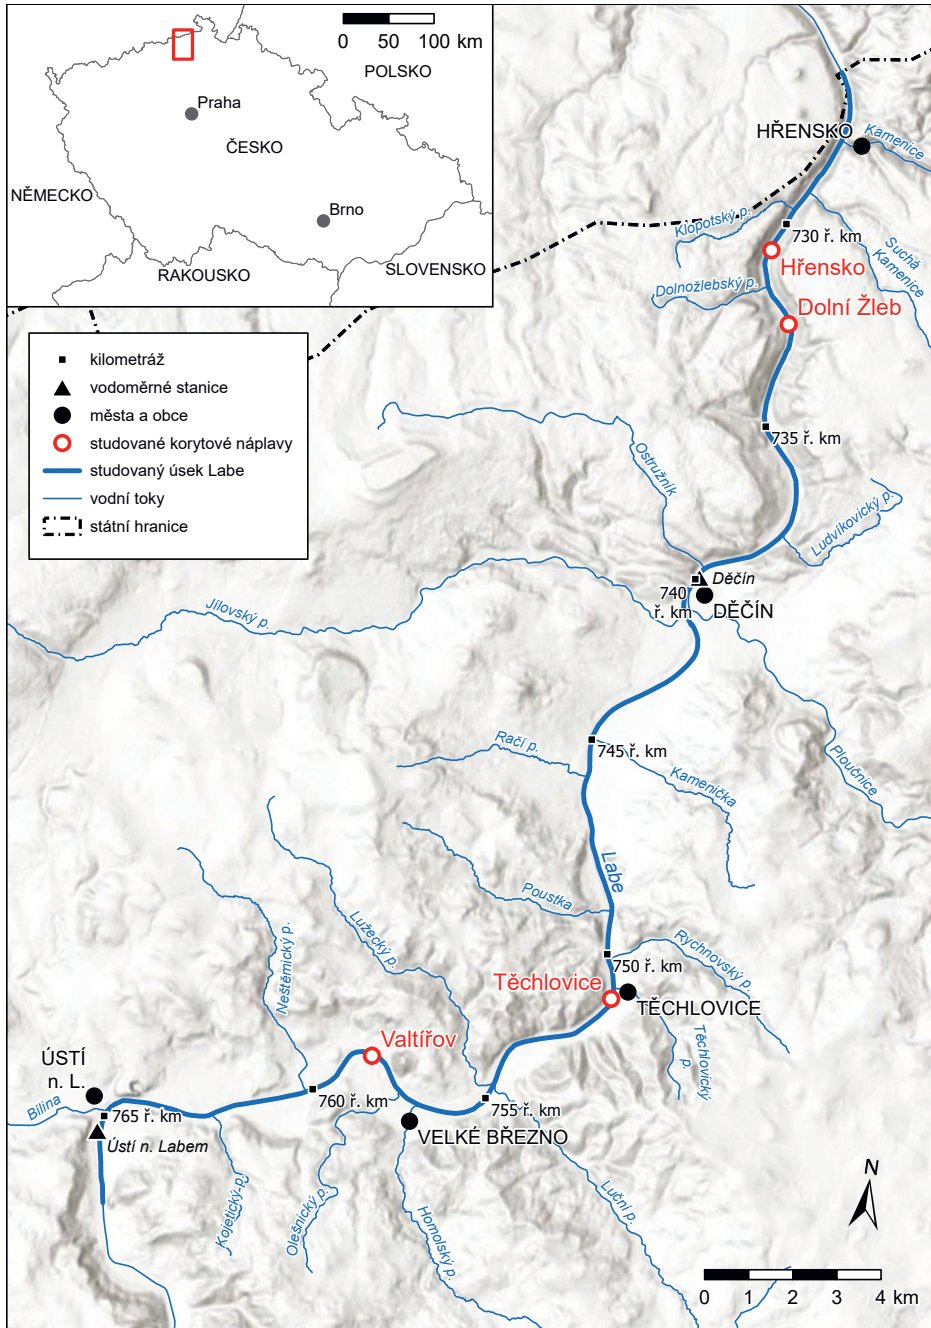 0 50 100 km
POLSKO
Praha
ČESKO
NĚMECKO
Brno
RAKOUSKO
SLOVENSKO
kilometráž
vodoměrné stanice
města a obce
studované korytové náplavy
studovaný úsek Labe
vodní toky
státní hranice
HŘENSKO
Kamenice
Klopotský p.
730 ř. km
Suchá
Kamenice
Hřensko
Dolnožlebský p.
Dolní Žleb
735 ř. km
Ostružník
Ludvíkovický p.
Děčín
740
ř. km
DĚČÍN
Jílovský p.
Račí p.
745 ř. km
Kamenička
Ploučnice
Labe
Poustka
Lužecký p.
Neštěmický p.
Rychnovský p.
750 ř. km
Těchlovice
TĚCHLOVICE
Těchlovický
p.
Valtířov
ÚSTÍ
n. L.
Bílina
765 ř. km
760 ř. km
755 ř. km
VELKÉ BŘEZNO
Ústí n. Labem
Kojetický p.
Olešnický p.
Homolský p.
Luční p.
N
0 1 2 3 4 km